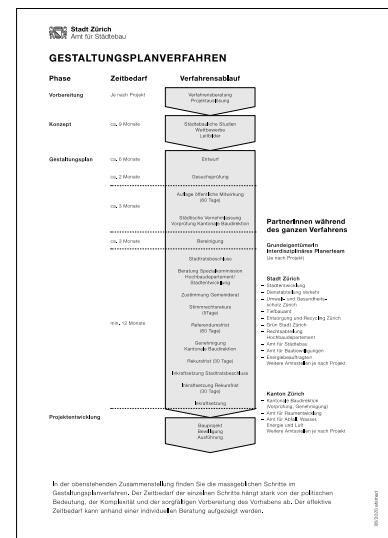 Stadt Zürich
Amt für Städtebau
GESTALTUNGSPLANVERFAHREN
Phase Zeitbedarf Verfahrensablauf
Vorbereitung Je nach Projekt Verfahrensberatung
Projektauslösung
Konzept ca. 9 Monate Städtebauliche Studien
Wettbewerbe
Leitbilder
Gestaltungsplan ca. 6 Monate Entwurf
ca. 2 Monate Gesuchsprüfung
ca. 3 Monate Auflage öffentliche Mitwirkung
(60 Tage)
Städtische Vernehmlassung
Vorprüfung Kantonale Baudirektion
ca. 3 Monate Bereinigung
min. 12 Monate Stadtratsbeschluss
Beratung Spezialkommission
Hochbaudepartement/
Stadtentwicklung
Zustimmung Gemeinderat
Stimmrechtsrekurs
(5Tage)
Referendumsfrist
(60 Tage)
Genehmigung
Kantonale Baudirektion
Rekursfrist (30 Tage)
Inkraftsetzung Stadtratsbeschluss
Inkraftsetzung Rekursfrist
(30 Tage)
Inkraftsetzung
Projektentwicklung
Bauprojekt
Bewilligung
Ausführung
PartnerInnen während
des ganzen Verfahrens
GrundeigentümerIn
Interdisziplinäres Planerteam
(Je nach Projekt)
Stadt Zürich
– Stadtentwicklung
– Dienstabteilung Verkehr
– Umwelt- und Gesundheits-
schutz Zürich
– Tiefbauamt
– Entsorgung und Recycling Zürich
– Grün Stadt Zürich
– Rechtsabteilung
Hochbaudepartement
– Amt für Städtebau
– Amt für Baubewilligungen
– Energiebeauftragter
Weitere Amtsstellen je nach Projekt
Kanton Zürich
– Kantonale Baudirektion
(Vorprüfung, Genehmigung)
– Amt für Raumentwicklung
– Amt für Abfall, Wasser,
Energie und Luft
Weitere Amtsstellen je nach Projekt
In der obenstehenden Zusammenstellung finden Sie die massgeblichen Schritte im
Gestaltungsplanverfahren. Der Zeitbedarf der einzelnen Schritte hängt stark von der politischen
Bedeutung, der Komplexität und der sorgfältigen Vorbereitung des Vorhabens ab. Der effektive
Zeitbedarf kann anhand einer individuellen Beratung aufgezeigt werden.